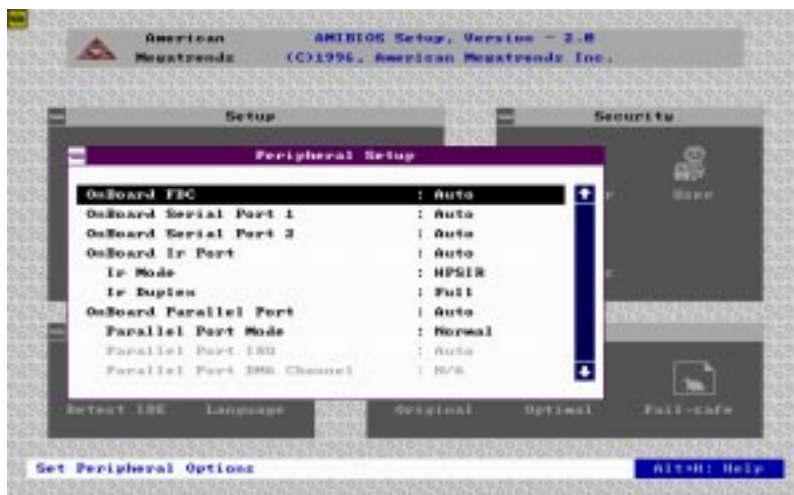 American AMIBIOS Setup, Version - 2.0
Megatrends (C)1996, American Megatrends Inc.
Setup
Security
Peripheral Setup
OnBoard FDC : Auto
OnBoard Serial Port 1 : Auto
OnBoard Serial Port 2 : Auto
OnBoard Ir Port : Auto
Ir Mode : HPSIR
Ir Duplex : Full
OnBoard Parallel Port : Auto
Parallel Port Mode : Normal
Parallel Port IRQ : Auto
Parallel Port DMA Channel : N/A
User
Detect IDE Language Original Optimal Fail-safe
Set Peripheral Options Alt+H: Help